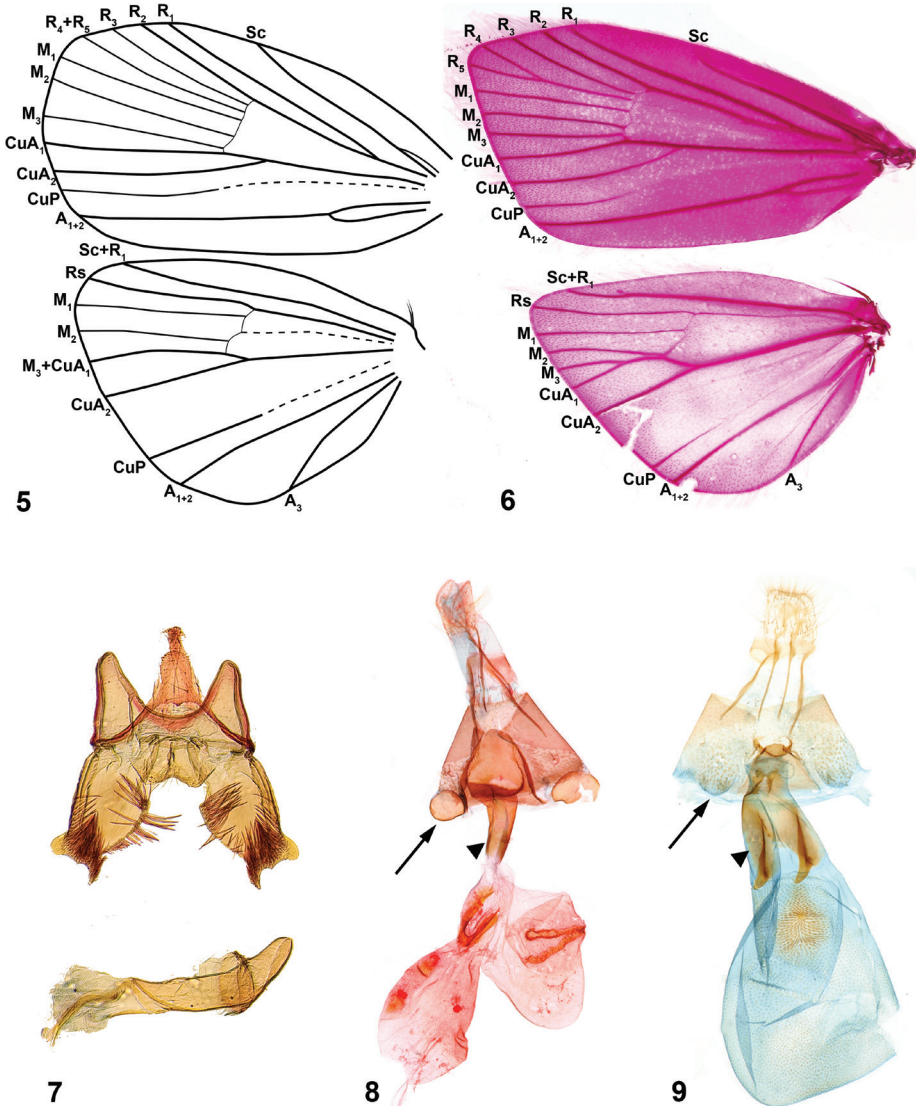 R₄+R₅ R₃ R₂ R₁ Sc
M₁
M₂
M₃
CuA₁
CuA₂
CuP
A₁₊₂
Sc+R₁
Rs
M₁
M₂
M₃+CuA₁
CuA₂
CuP
A₁₊₂
A₃
5
R₅ R₄ R₃ R₂ R₁ Sc
M₁
M₂
M₃
CuA₁
CuA₂
CuP
A₁₊₂
Sc+R₁
Rs
M₁
M₂
M₃
CuA₁
CuA₂
CuP
A₁₊₂
A₃
6
7
8
9